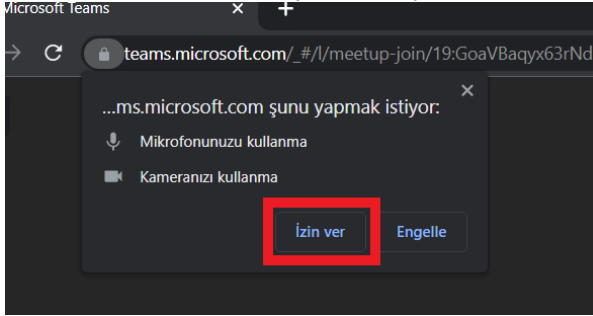 Microsoft Teams
teams.microsoft.com/_#/l/meetup-join/19:GoaVBaqyx63rNd
...ms.microsoft.com şunu yapmak istiyor:
Mikrofonunuzu kullanma
Kameranızı kullanma
İzin ver Engelle